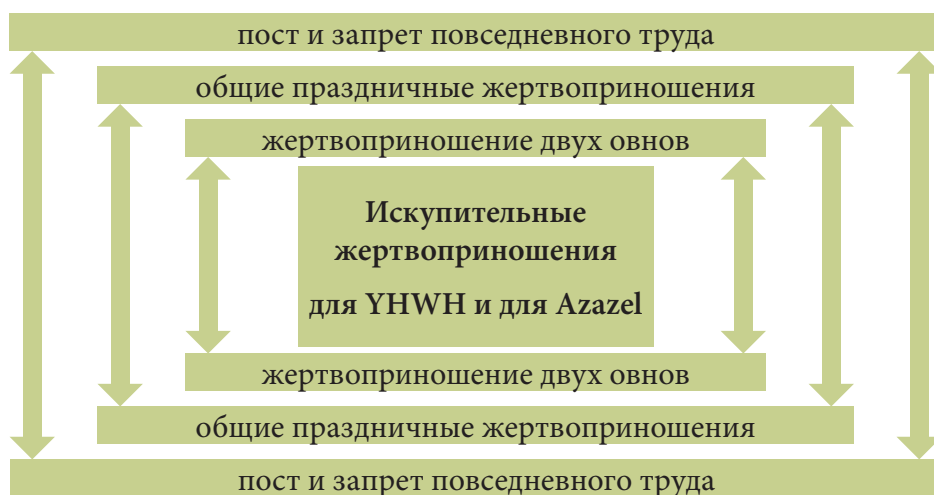 пост и запрет повседневного труда
общие праздничные жертвоприношения
жертвоприношение двух овнов
Искупительные
жертвоприношения
для YHWH и для Azazel
жертвоприношение двух овнов
общие праздничные жертвоприношения
пост и запрет повседневного труда